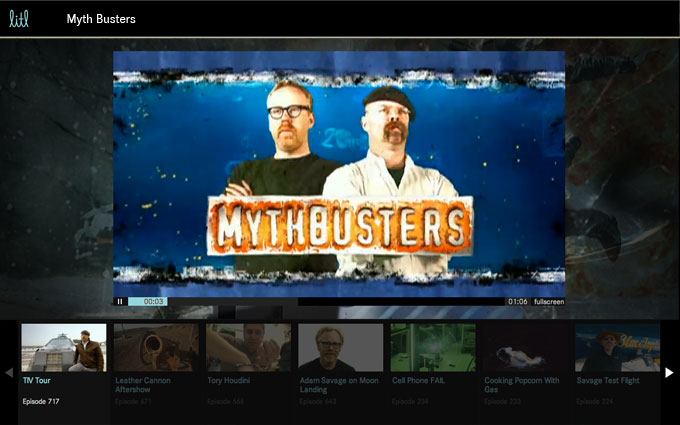 litl
Myth Busters
MYTHBUSTERS
00:03
01:06
fullscreen
TIV Tour
Episode 717
Leather Cannon
Aftershow
Episode 671
Tory Houdini
Episode 668
Adam Savage on Moon
Landing
Episode 643
Cell Phone FAIL
Episode 234
Cooking Popcorn With
Gas
Episode 233
Savage Test Flight
Episode 224